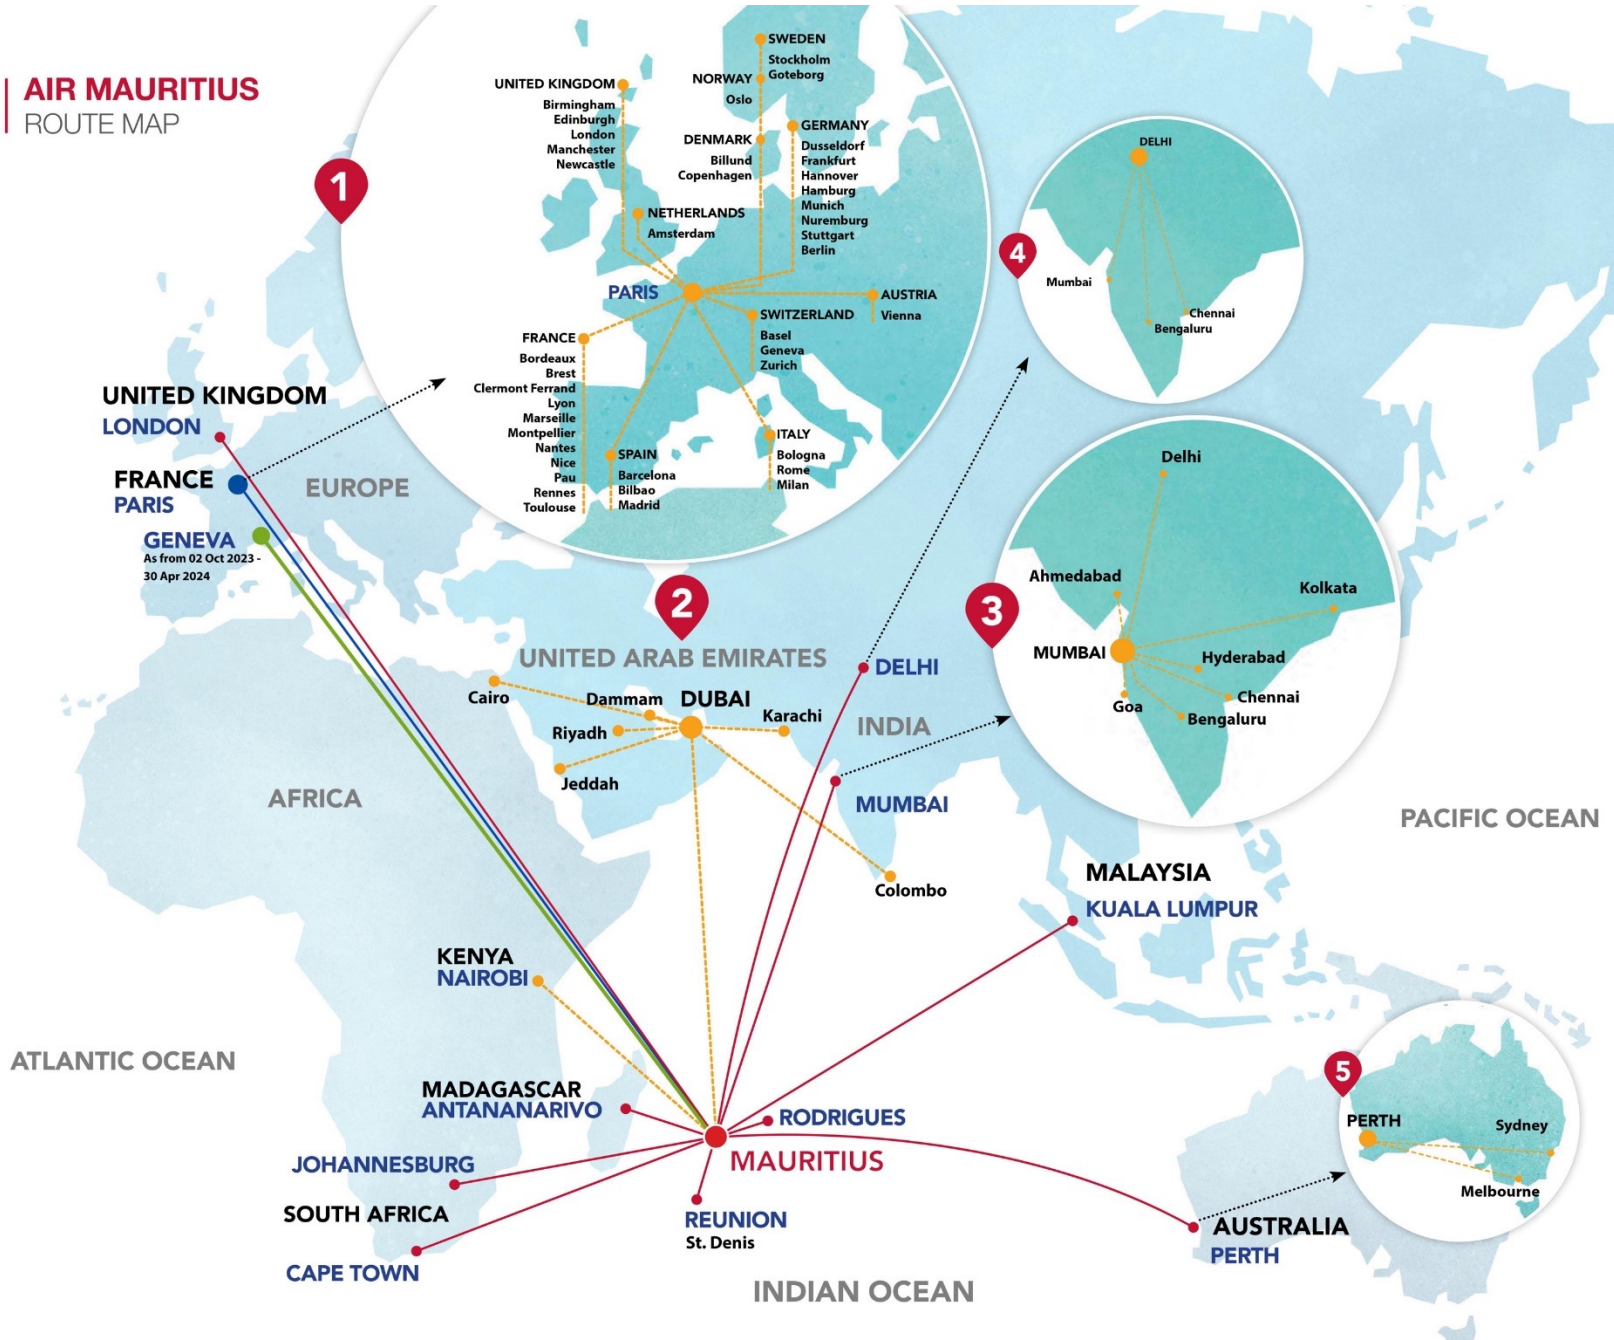 AIR MAURITIUS
ROUTE MAP
1
UNITED KINGDOM
Birmingham
Edinburgh
London
Manchester
Newcastle
SWEDEN
Stockholm
Goteborg
NORWAY
Oslo
DENMARK
Billund
Copenhagen
GERMANY
Dusseldorf
Frankfurt
Hannover
Hamburg
Munich
Nuremburg
Stuttgart
Berlin
NETHERLANDS
Amsterdam
PARIS
AUSTRIA
Vienna
SWITZERLAND
Basel
Geneva
Zurich
FRANCE
Bordeaux
Brest
Clermont Ferrand
Lyon
Marseille
Montpellier
Nantes
Nice
Pau
Rennes
Toulouse
SPAIN
Barcelona
Bilbao
Madrid
ITALY
Bologna
Rome
Milan
4
DELHI
Mumbai
Chennai
Bengaluru
UNITED KINGDOM
LONDON
FRANCE
PARIS
GENEVA
As from 02 Oct 2023 -
30 Apr 2024
EUROPE
3
Delhi
Ahmedabad
Kolkata
MUMBAI
Hyderabad
Goa
Chennai
Bengaluru
2
UNITED ARAB EMIRATES
Cairo
Dammam
DUBAI
Riyadh
Karachi
Jeddah
DELHI
INDIA
MUMBAI
Colombo
AFRICA
PACIFIC OCEAN
MALAYSIA
KUALA LUMPUR
KENYA
NAIROBI
ATLANTIC OCEAN
MADAGASCAR
ANTANANARIVO
RODRIGUES
MAURITIUS
JOHANNESBURG
SOUTH AFRICA
CAPE TOWN
REUNION
St. Denis
INDIAN OCEAN
5
PERTH
Sydney
Melbourne
AUSTRALIA
PERTH